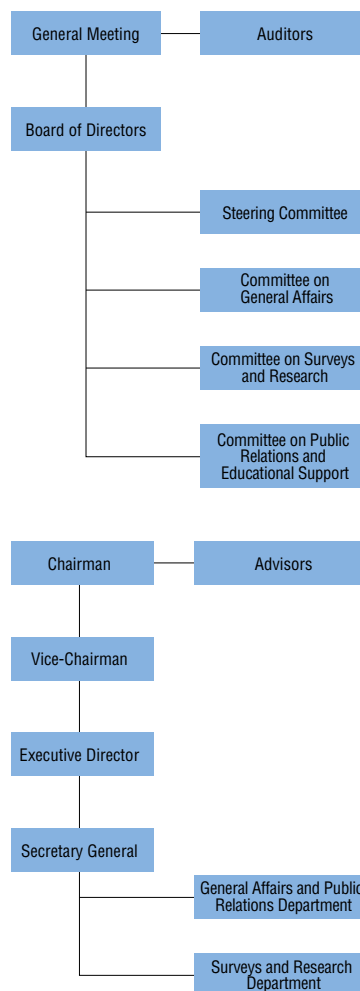 General Meeting
Auditors
Board of Directors
Steering Committee
Committee on
General Affairs
Committee on Surveys
and Research
Committee on Public
Relations and
Educational Support
Chairman
Advisors
Vice-Chairman
Executive Director
Secretary General
General Affairs and Public
Relations Department
Surveys and Research
Department